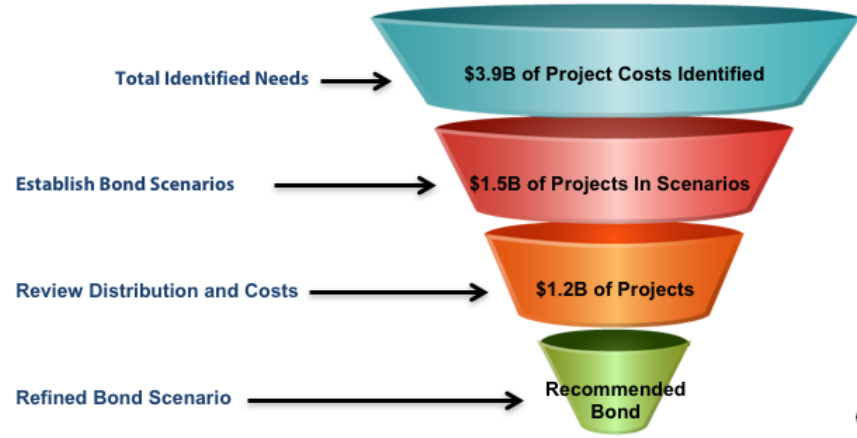 Total Identified Needs
$3.9B of Project Costs Identified
Establish Bond Scenarios
$1.5B of Projects In Scenarios
Review Distribution and Costs
$1.2B of Projects
Refined Bond Scenario
Recommended
Bond